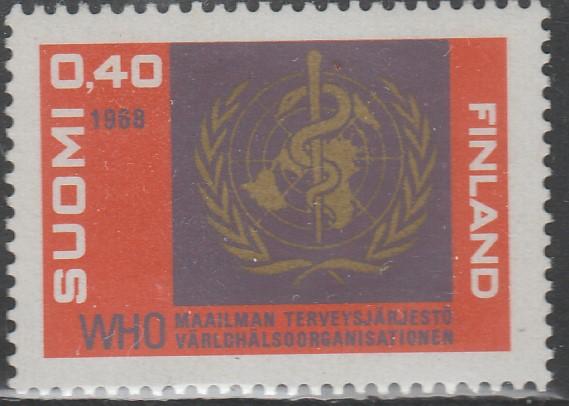 SUOMI
0,40
1968
FINLAND
WHO
MAAILMAN TERVEYSJÄRJESTÖ
VÄRLDHÄLSOORGANISATIONEN